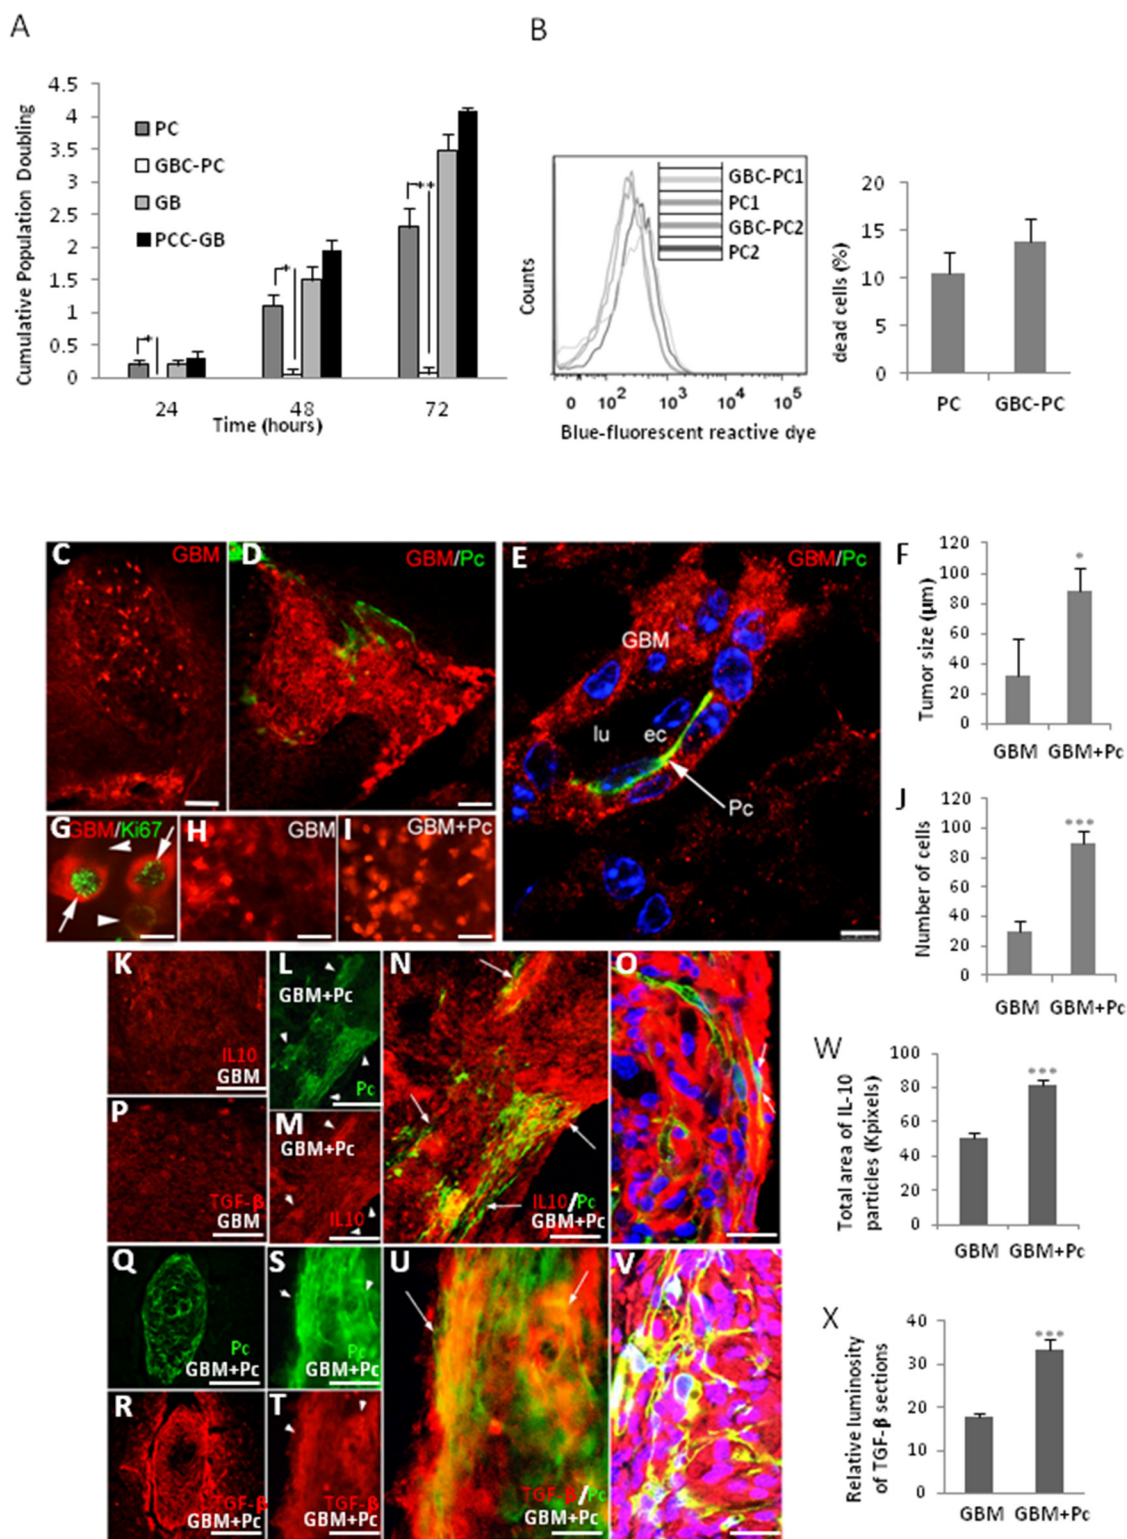 A
B
4.5
4
3.5
3
2.5
2
1.5
1
0.5
0
Cumulative Population Doubling
PC
GBC-PC
GB
PCC-GB
+
+
++
24
48
72
Time (hours)
Counts
GBC-PC1
PC1
GBC-PC2
PC2
0 10² 10³ 10⁴ 10⁵
Blue-fluorescent reactive dye
dead cells (%)
20
15
10
5
0
PC GBC-PC
C GBM
D GBM/Pc
E GBM/Pc
GBM
lu ec
Pc
F
Tumor size (µm)
120
100
80
60
40
20
0
*
GBM GBM+Pc
G GBM/Ki67
H GBM
I GBM+Pc
J
Number of cells
120
100
80
60
40
20
0
***
GBM GBM+Pc
K
IL10
GBM
L
GBM+Pc
Pc
M
GBM+Pc
IL10
N
IL10/Pc
GBM+Pc
O
P
TGF-β
GBM
Q
Pc
GBM+Pc
R
TGF-β
GBM+Pc
S
Pc
GBM+Pc
T
TGF-β
GBM+Pc
U
TGF-β/Pc
GBM+Pc
V
W
Total area of IL-10
particles (Kpixels)
100
80
60
40
20
0
***
GBM GBM+Pc
X
Relative luminosity
of TGF-β sections
40
30
20
10
0
***
GBM GBM+Pc